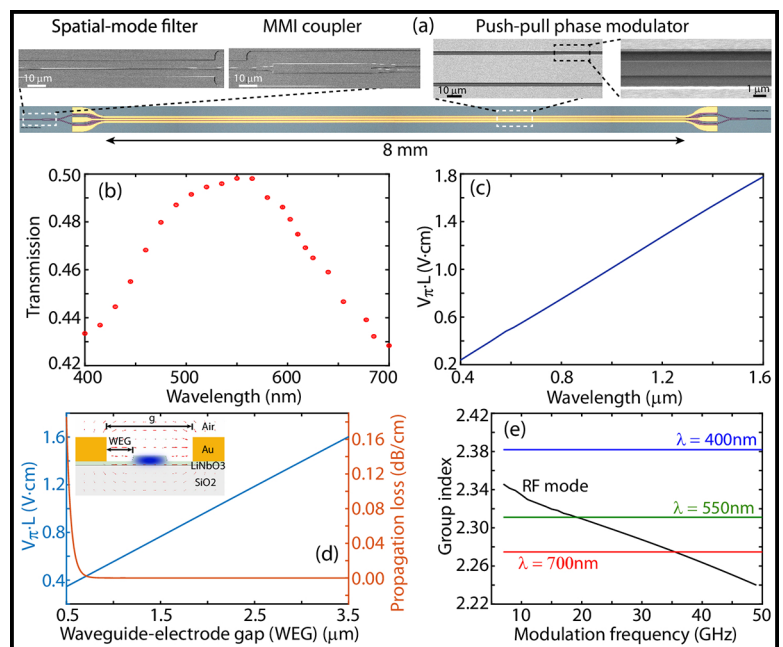 Spatial-mode filter
MMI coupler
(a)
Push-pull phase modulator
10 μm
10 μm
10 μm
1 μm
8 mm
(b)
0.50
0.48
0.46
0.44
0.42
Transmission
400
500
600
700
Wavelength (nm)
(c)
1.8
1.4
1.0
0.6
0.2
Vπ·L (V·cm)
0.4
0.8
1.2
1.6
Wavelength (μm)
(d)
1.6
1.2
0.8
0.4
Vπ·L (V·cm)
g
Air
WEG
Au
LiNbO3
SiO2
0.16
0.12
0.08
0.04
0.00
Propagation loss (dB/cm)
0.5
1.5
2.5
3.5
Waveguide-electrode gap (WEG) (μm)
(e)
2.42
2.38
2.34
2.30
2.26
2.22
Group index
λ = 400nm
RF mode
λ = 550nm
λ = 700nm
10
20
30
40
50
Modulation frequency (GHz)